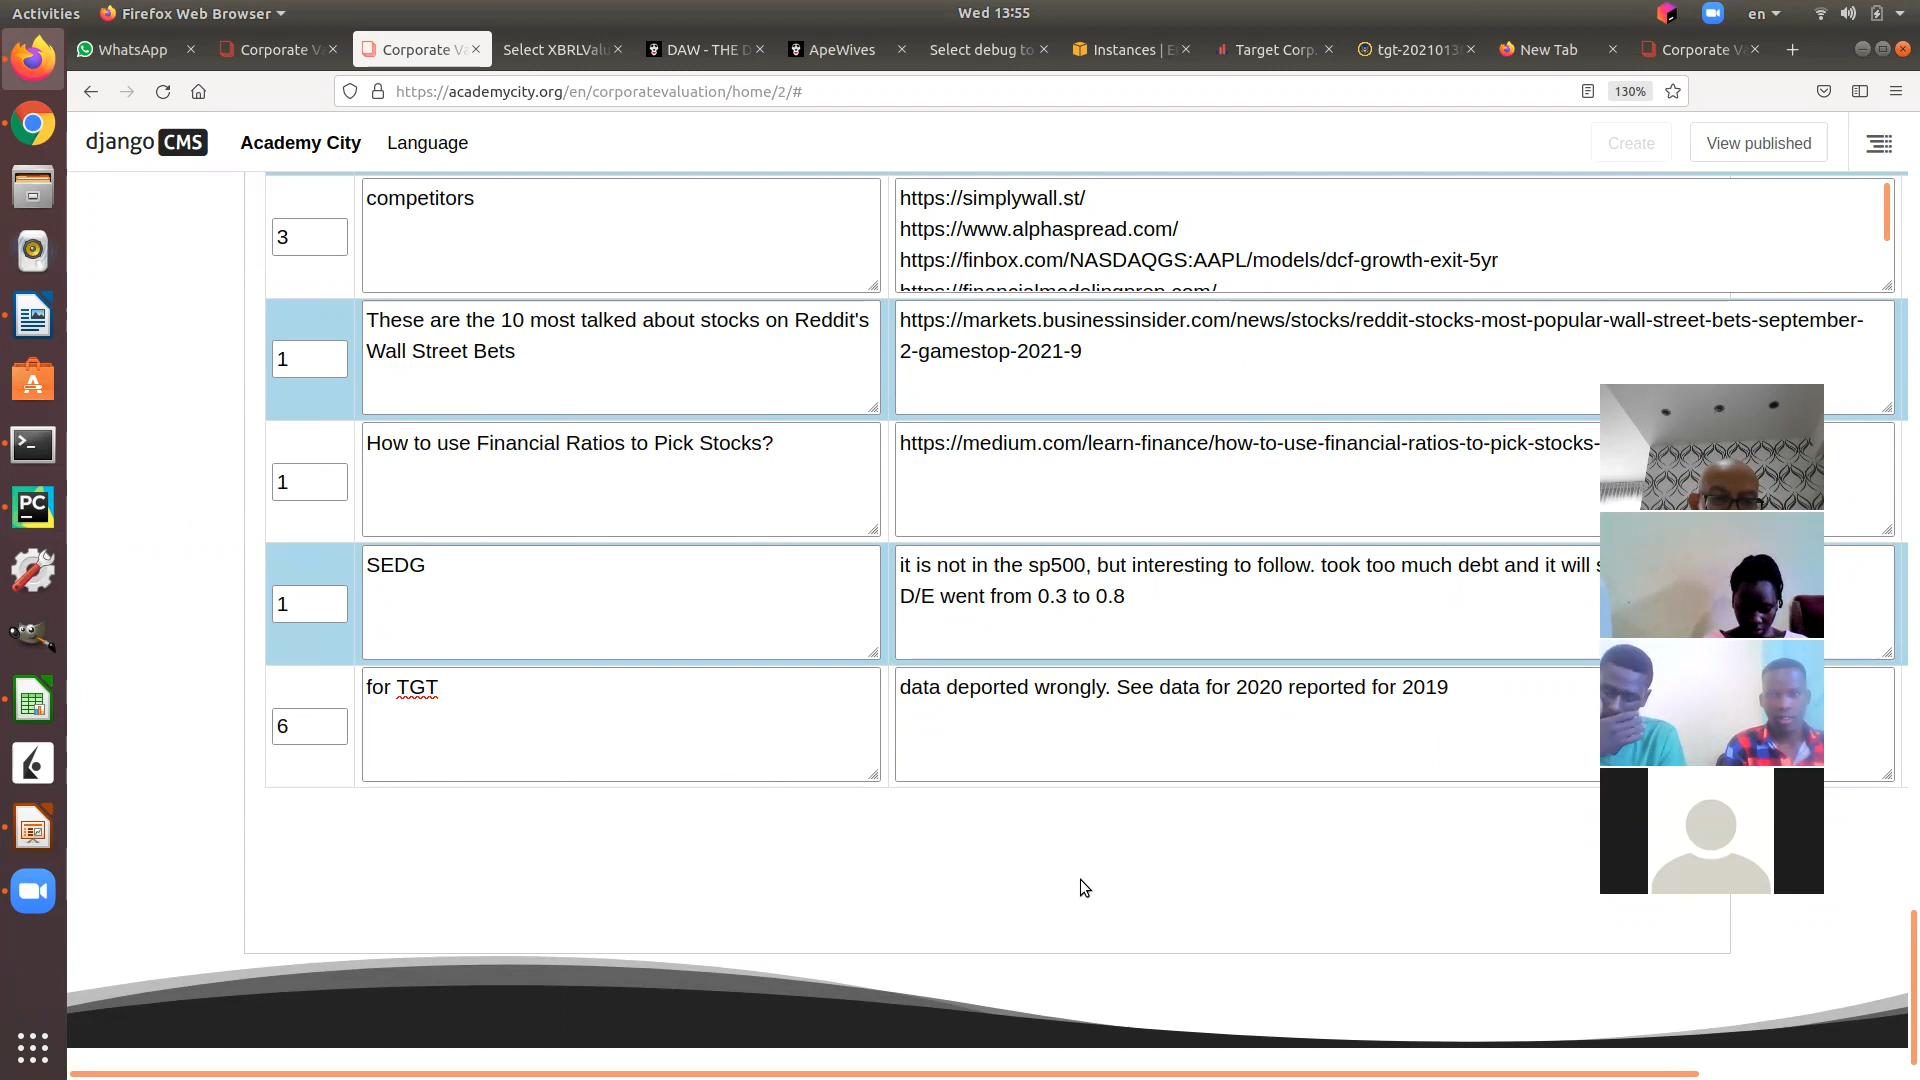 Activities Firefox Web Browser Wed 13:55 en
WhatsApp Corporate Va Corporate Va Select XBRLValu DAW - THE D ApeWives Select debug to Instances | E Target Corp. tgt-2021013 New Tab Corporate Va
https://academycity.org/en/corporatevaluation/home/2/# 130%
django CMS Academy City Language Create View published
3 competitors https://simplywall.st/
https://www.alphaspread.com/
https://finbox.com/NASDAQGS:AAPL/models/dcf-growth-exit-5yr
https://financialmodelingprep.com/
1 These are the 10 most talked about stocks on Reddit's
Wall Street Bets
https://markets.businessinsider.com/news/stocks/reddit-stocks-most-popular-wall-street-bets-september-
2-gamestop-2021-9
1 How to use Financial Ratios to Pick Stocks? https://medium.com/learn-finance/how-to-use-financial-ratios-to-pick-stocks-
1 SEDG it is not in the sp500, but interesting to follow. took too much debt and it will s
D/E went from 0.3 to 0.8
6 for TGT data deported wrongly. See data for 2020 reported for 2019
PC